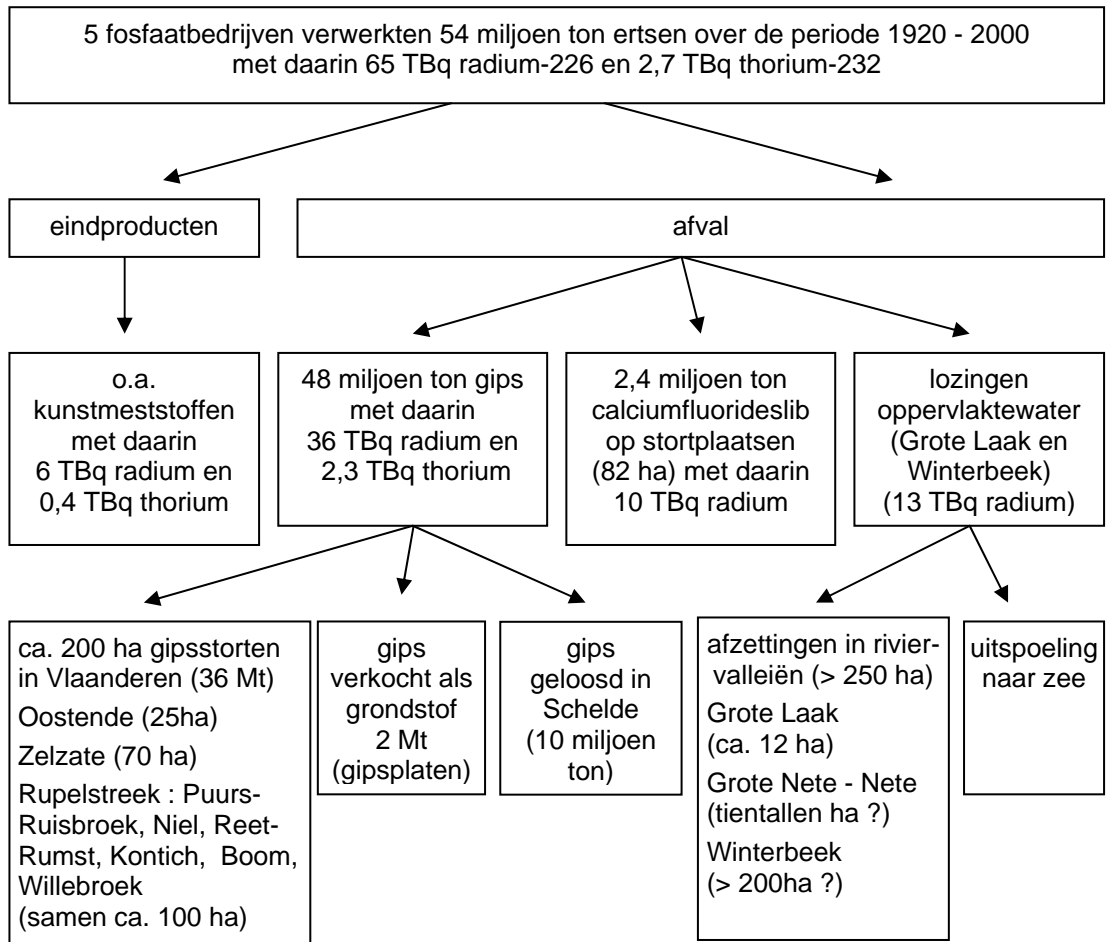 5 fosfaatbedrijven verwerkten 54 miljoen ton ertsen over de periode 1920 - 2000
met daarin 65 TBq radium-226 en 2,7 TBq thorium-232
eindproducten
afval
o.a.
kunstmeststoffen
met daarin
6 TBq radium en
0,4 TBq thorium
48 miljoen ton gips
met daarin
36 TBq radium en
2,3 TBq thorium
2,4 miljoen ton
calciumfluorideslib
op stortplaatsen
(82 ha) met daarin
10 TBq radium
lozingen
oppervlaktewater
(Grote Laak en
Winterbeek)
(13 TBq radium)
ca. 200 ha gipsstorten
in Vlaanderen (36 Mt)
Oostende (25ha)
Zelzate (70 ha)
Rupelstreek : Puurs-
Ruisbroek, Niel, Reet-
Rumst, Kontich, Boom,
Willebroek
(samen ca. 100 ha)
gips
verkocht als
grondstof
2 Mt
(gipsplaten)
gips
geloosd in
Schelde
(10 miljoen
ton)
afzettingen in rivier-
valleiën (> 250 ha)
Grote Laak
(ca. 12 ha)
Grote Nete - Nete
(tientallen ha ?)
Winterbeek
(> 200ha ?)
uitspoeling
naar zee